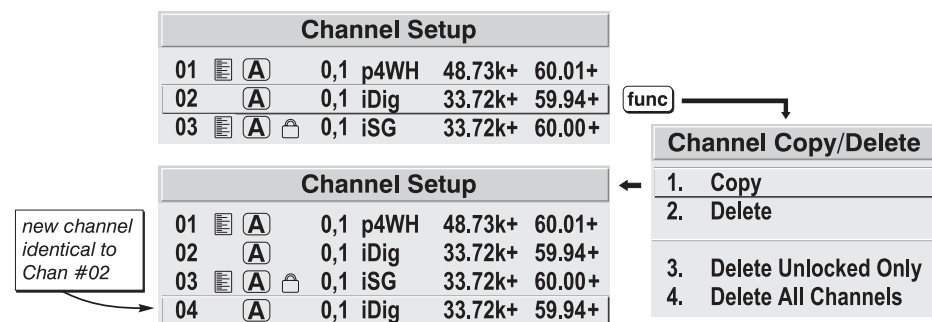 Channel Setup
01 A 0,1 p4WH 48.73k+ 60.01+
02 A 0,1 iDig 33.72k+ 59.94+
03 A 0,1 iSG 33.72k+ 60.00+
func
Channel Copy/Delete
1. Copy
2. Delete
3. Delete Unlocked Only
4. Delete All Channels
Channel Setup
01 A 0,1 p4WH 48.73k+ 60.01+
02 A 0,1 iDig 33.72k+ 59.94+
03 A 0,1 iSG 33.72k+ 60.00+
04 A 0,1 iDig 33.72k+ 59.94+
new channel
identical to
Chan #02